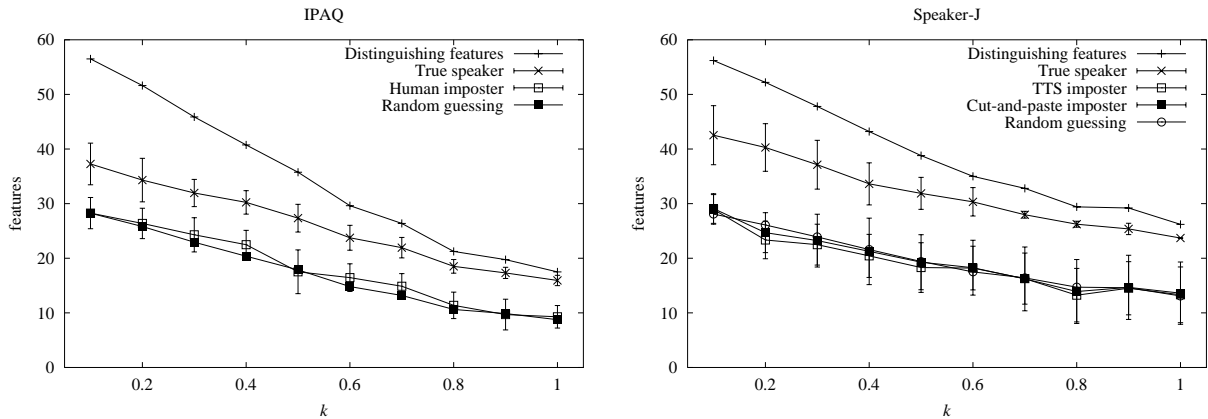 IPAQ
60
50
40
30
20
10
0
features
Distinguishing features
True speaker
Human imposter
Random guessing
0.2 0.4 0.6 0.8 1
k
Speaker-J
60
50
40
30
20
10
0
features
Distinguishing features
True speaker
TTS imposter
Cut-and-paste imposter
Random guessing
0.2 0.4 0.6 0.8 1
k